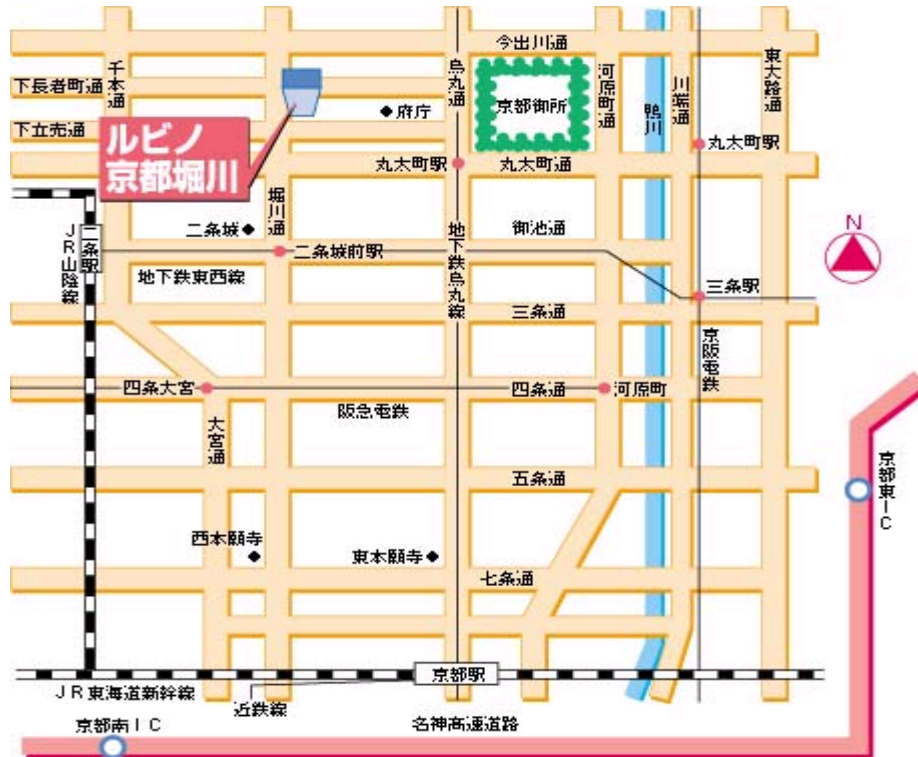 今出川通
千本通
烏丸通
河原町通
川端通
東大路通
下長者町通
府庁
京都御所
鴨川
下立売通
ルビノ
京都堀川
丸太町駅
丸太町通
丸太町駅
堀川通
二条城
御池通
N
二条駅
JR山陰線
二条城前駅
地下鉄烏丸線
地下鉄東西線
三条駅
三条通
京阪電鉄
四条大宮
四条通
河原町
阪急電鉄
大宮通
五条通
京都東IC
西本願寺
東本願寺
七条通
京都駅
JR東海道新幹線
近鉄線
京都南IC
名神高速道路